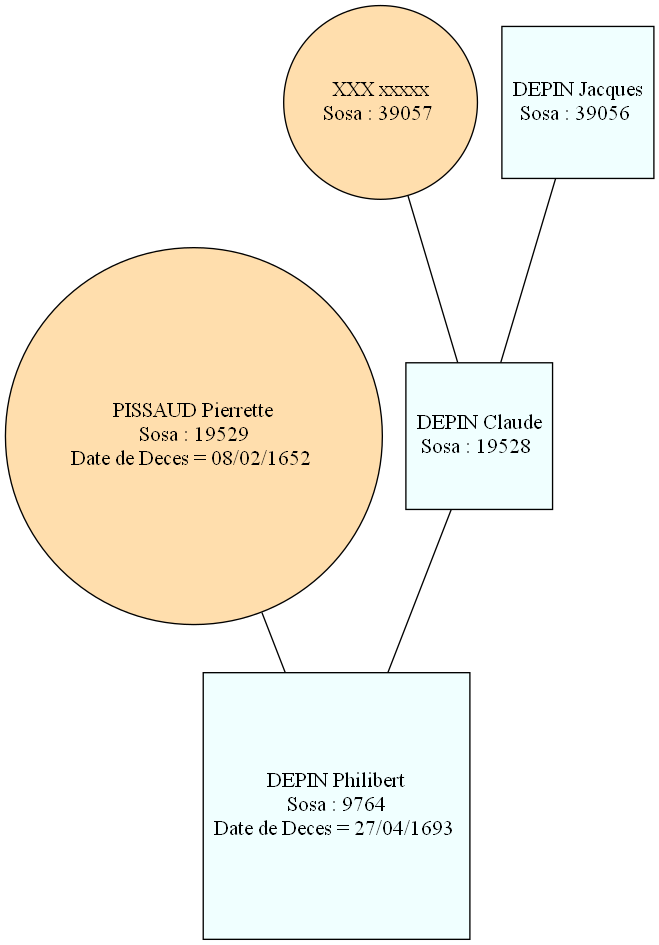 XXX xxxxx
Sosa : 39057
DEPIN Jacques
Sosa : 39056
PISSAUD Pierrette
Sosa : 19529
Date de Deces = 08/02/1652
DEPIN Claude
Sosa : 19528
DEPIN Philibert
Sosa : 9764
Date de Deces = 27/04/1693